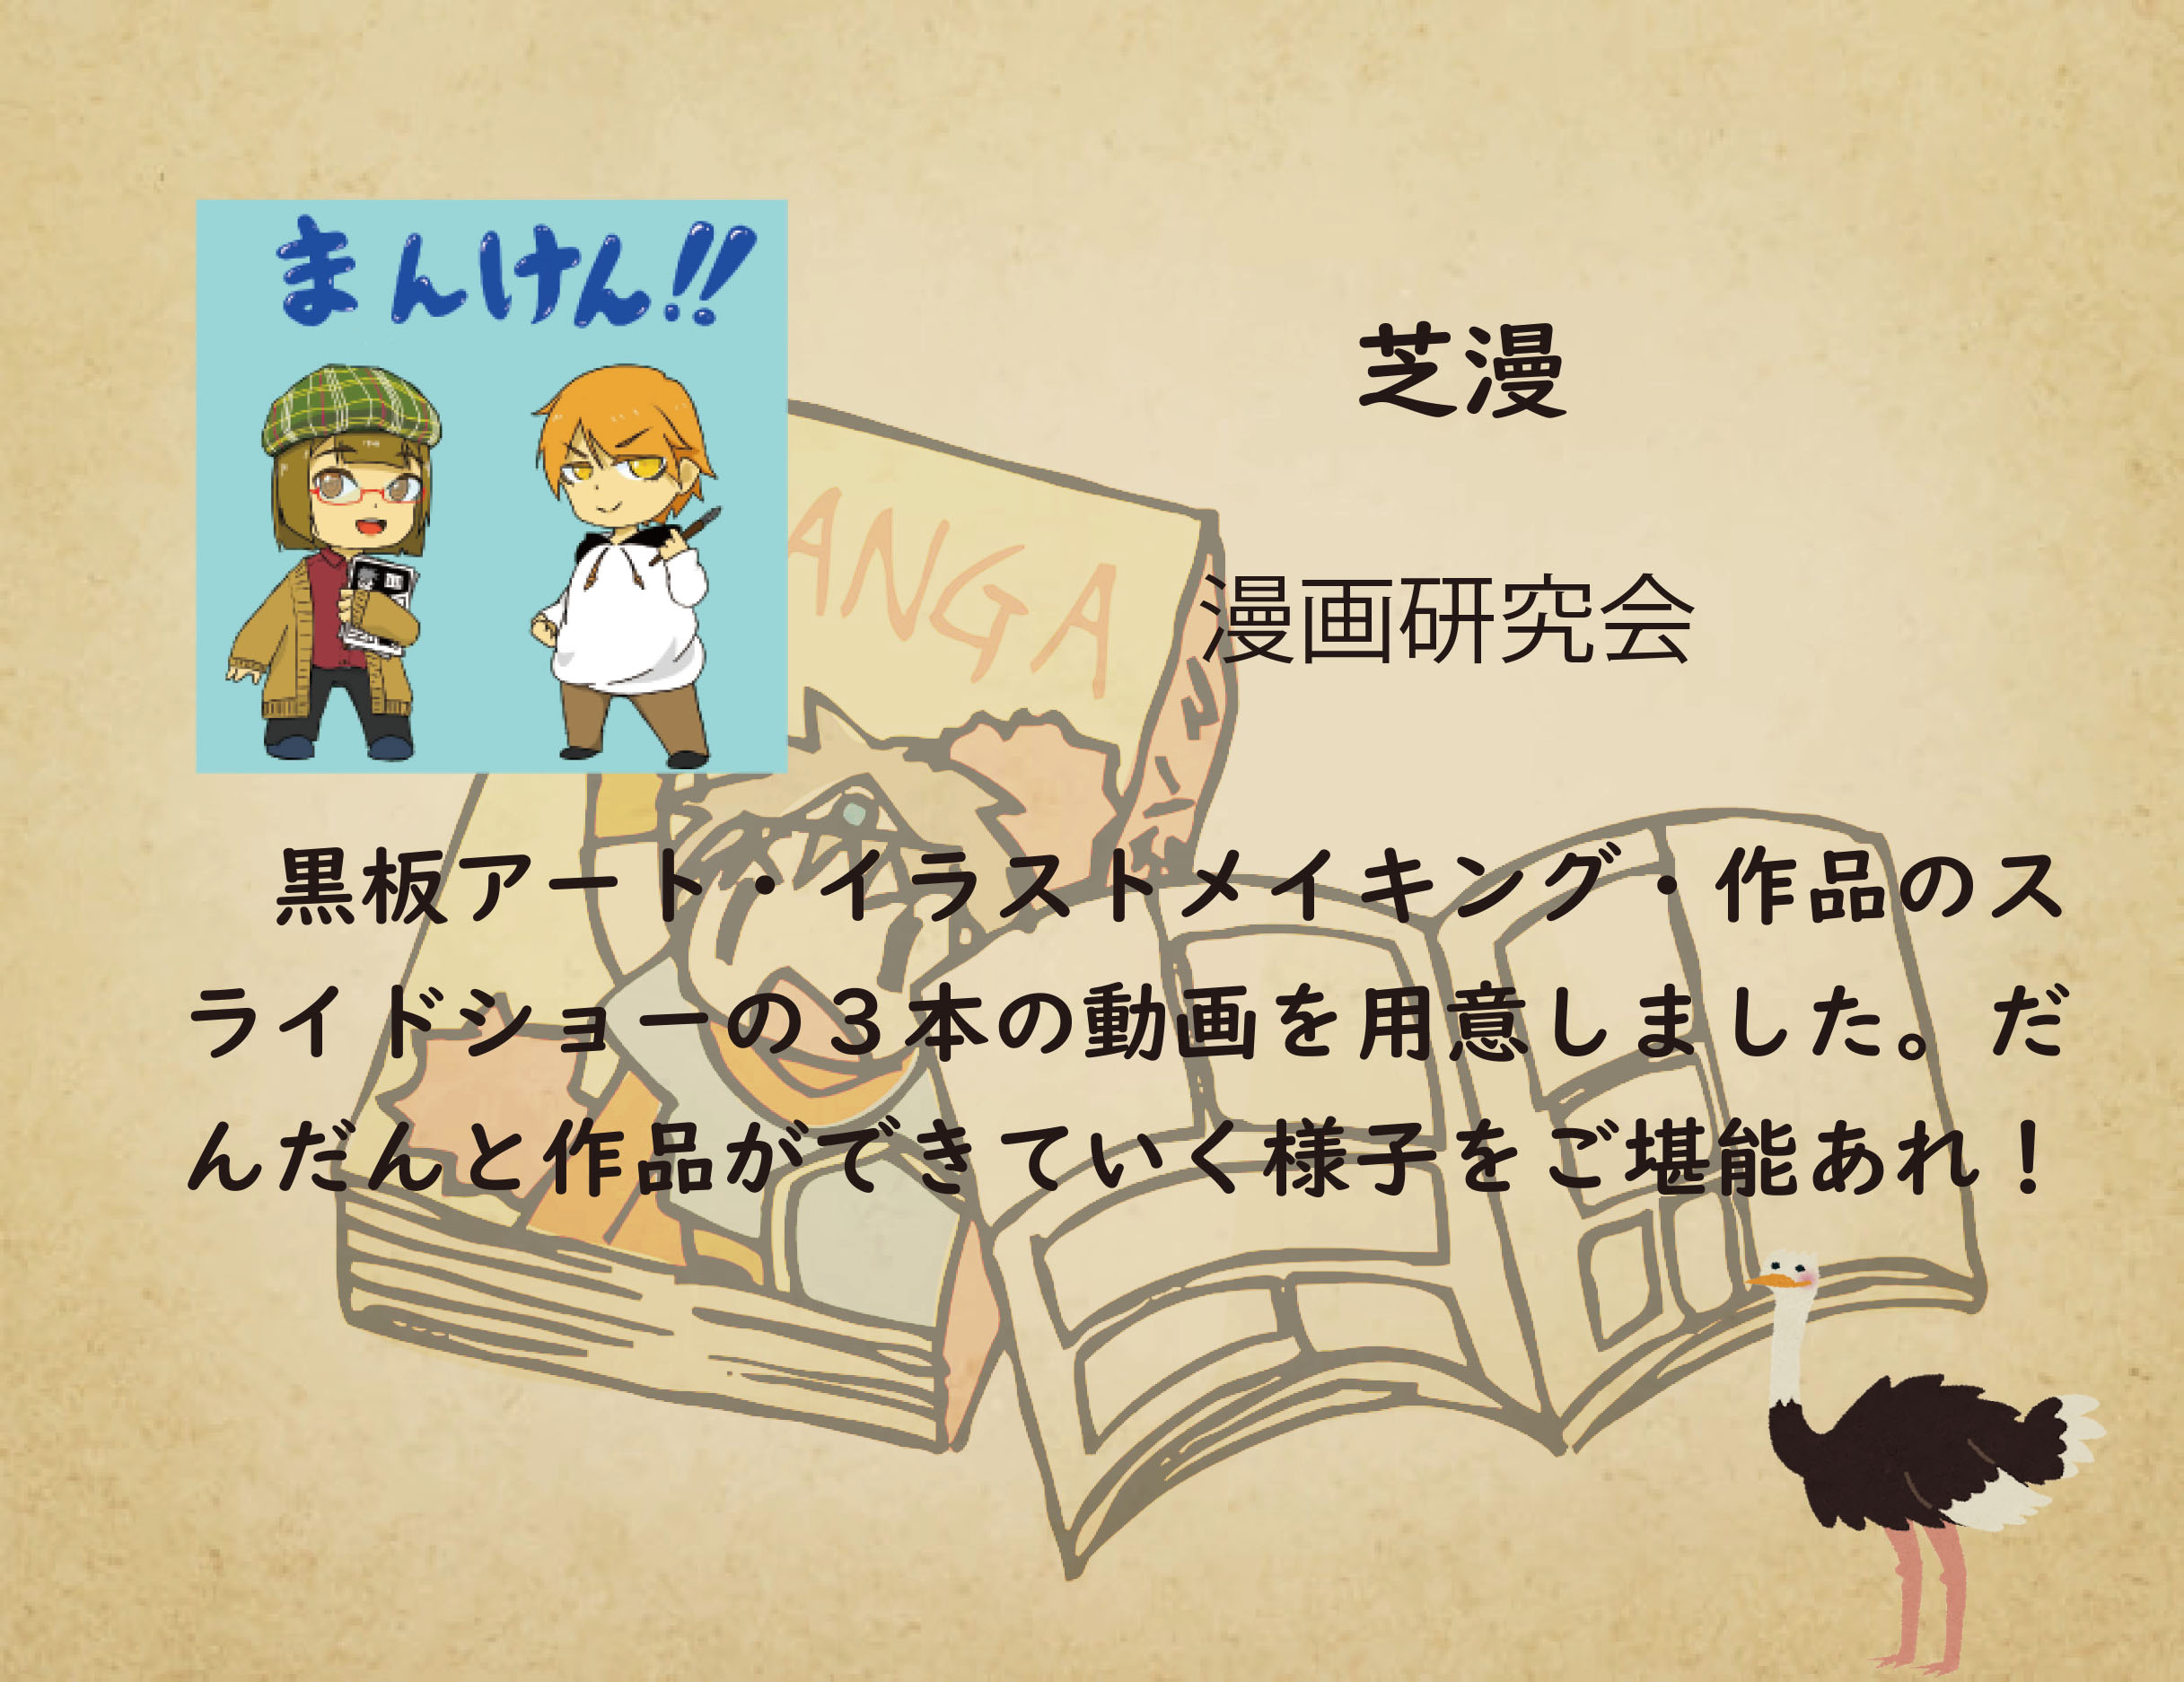 まんけん!!
芝漫
ANGA
漫画研究会
黒板アート・イラストメイキング・作品のス
ライドショーの３本の動画を用意しました。だ
んだんと作品ができていく様子をご堪能あれ！